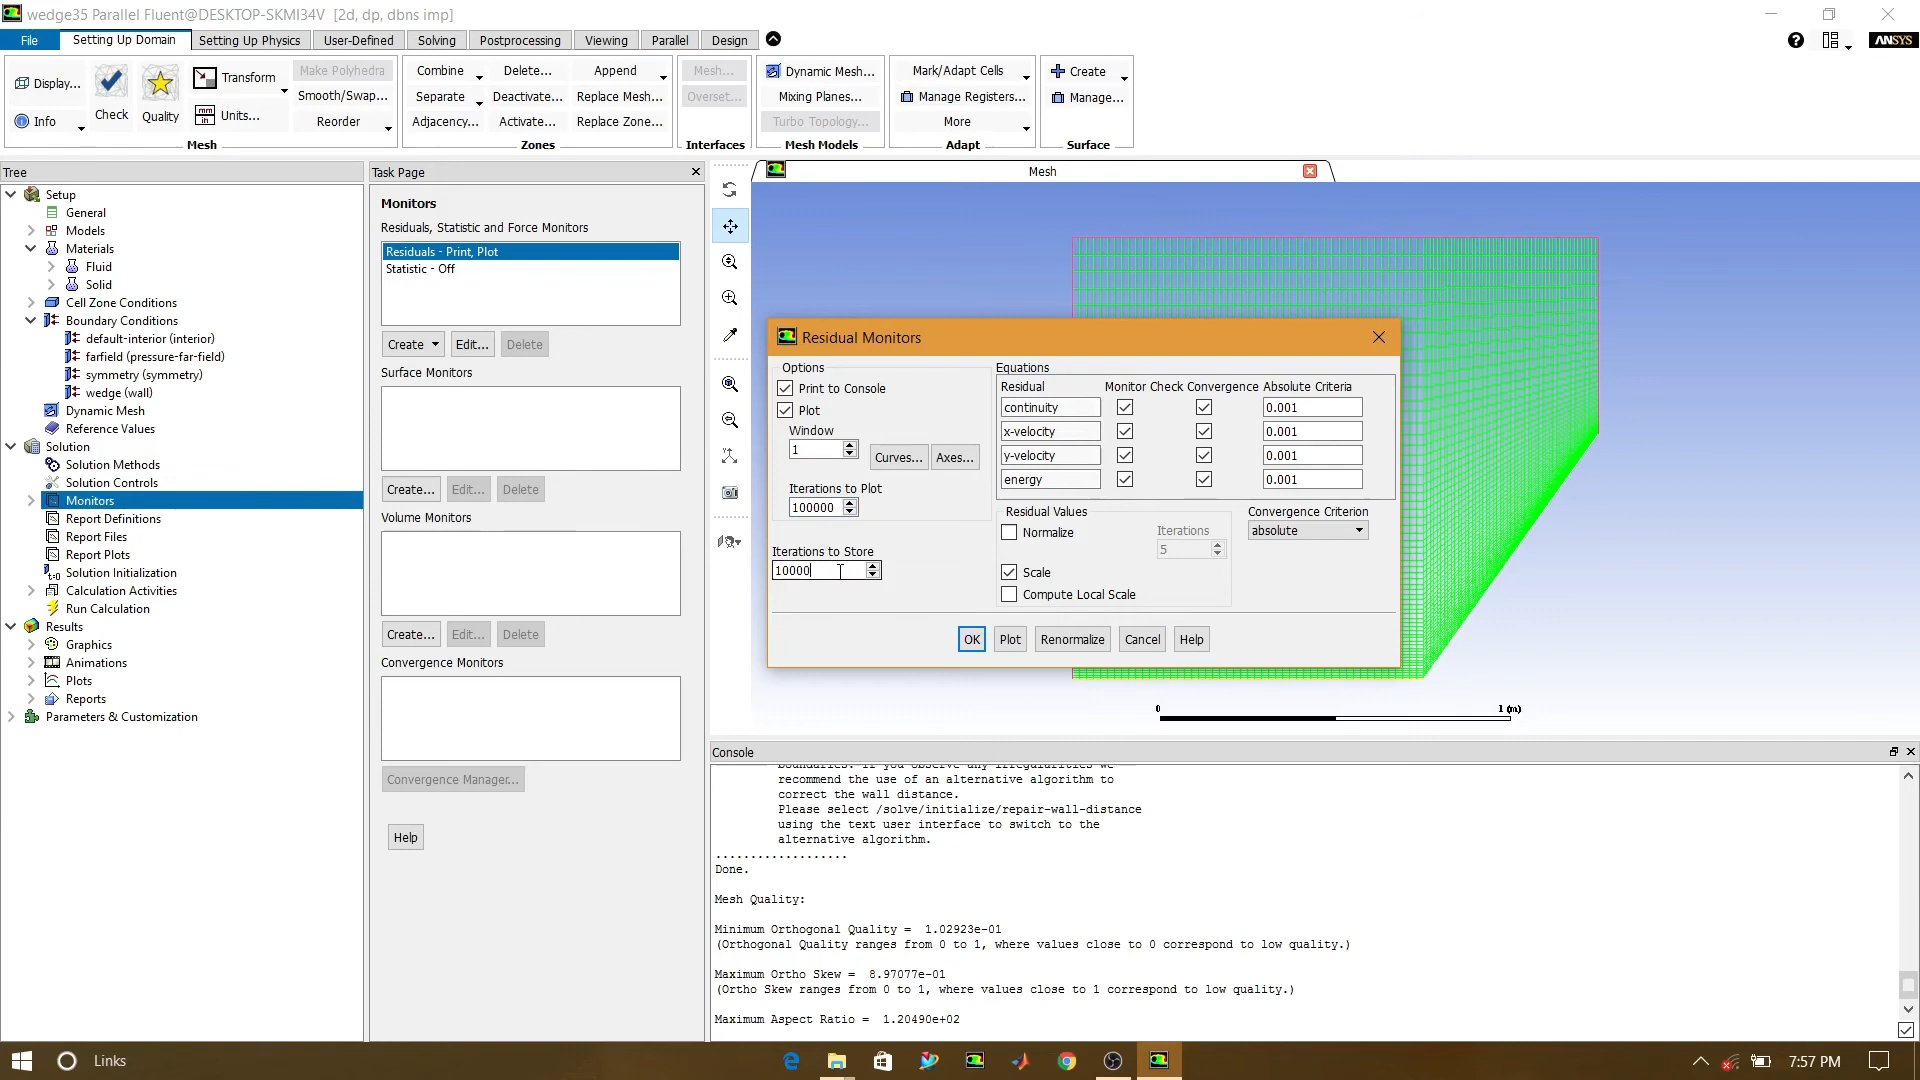 wedge35 Parallel Fluent@DESKTOP-SKMI34V [2d, dp, dbns imp]
File
Setting Up Domain
Setting Up Physics
User-Defined
Solving
Postprocessing
Viewing
Parallel
Design
ANSYS
Display...
Info
Check
Quality
Transform
Units...
Make Polyhedra
Smooth/Swap...
Reorder
Mesh
Combine
Separate
Adjacency...
Delete...
Deactivate...
Activate...
Append
Replace Mesh...
Replace Zone...
Zones
Mesh...
Overset...
Interfaces
Dynamic Mesh...
Mixing Planes...
Turbo Topology...
Mesh Models
Mark/Adapt Cells
Manage Registers...
More
Adapt
Create
Manage...
Surface
Tree
Setup
General
Models
Materials
Fluid
Solid
Cell Zone Conditions
Boundary Conditions
default-interior (interior)
farfield (pressure-far-field)
symmetry (symmetry)
wedge (wall)
Dynamic Mesh
Reference Values
Solution
Solution Methods
Solution Controls
Monitors
Report Definitions
Report Files
Report Plots
Solution Initialization
Calculation Activities
Run Calculation
Results
Graphics
Animations
Plots
Reports
Parameters & Customization
Task Page
Monitors
Residuals, Statistic and Force Monitors
Residuals - Print, Plot
Statistic - Off
Create
Edit...
Delete
Surface Monitors
Create...
Edit...
Delete
Volume Monitors
Create...
Edit...
Delete
Convergence Monitors
Convergence Manager...
Help
Mesh
Residual Monitors
Options
Print to Console
Plot
Window
1
Curves...
Axes...
Iterations to Plot
100000
Iterations to Store
10000
Equations
Residual
Monitor
Check Convergence
Absolute Criteria
continuity
0.001
x-velocity
0.001
y-velocity
0.001
energy
0.001
Residual Values
Normalize
Iterations
5
Scale
Compute Local Scale
Convergence Criterion
absolute
OK
Plot
Renormalize
Cancel
Help
0
1 (m)
Console
boundaries. If you observe any irregularities we
recommend the use of an alternative algorithm to
correct the wall distance.
Please select /solve/initialize/repair-wall-distance
using the text user interface to switch to the
alternative algorithm.
...................
Done.
Mesh Quality:
Minimum Orthogonal Quality = 1.02923e-01
(Orthogonal Quality ranges from 0 to 1, where values close to 0 correspond to low quality.)
Maximum Ortho Skew = 8.97077e-01
(Ortho Skew ranges from 0 to 1, where values close to 1 correspond to low quality.)
Maximum Aspect Ratio = 1.20490e+02
Links
7:57 PM